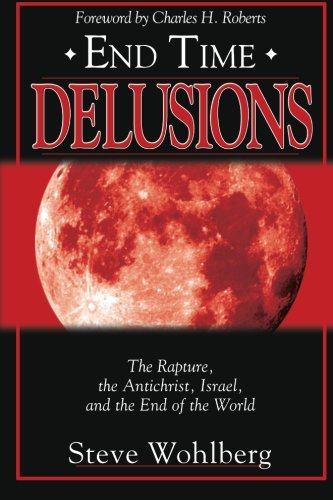 Foreword by Charles H. Roberts
END TIME
DELUSIONS
The Rapture,
the Antichrist, Israel,
and the End of the World
Steve Wohlberg